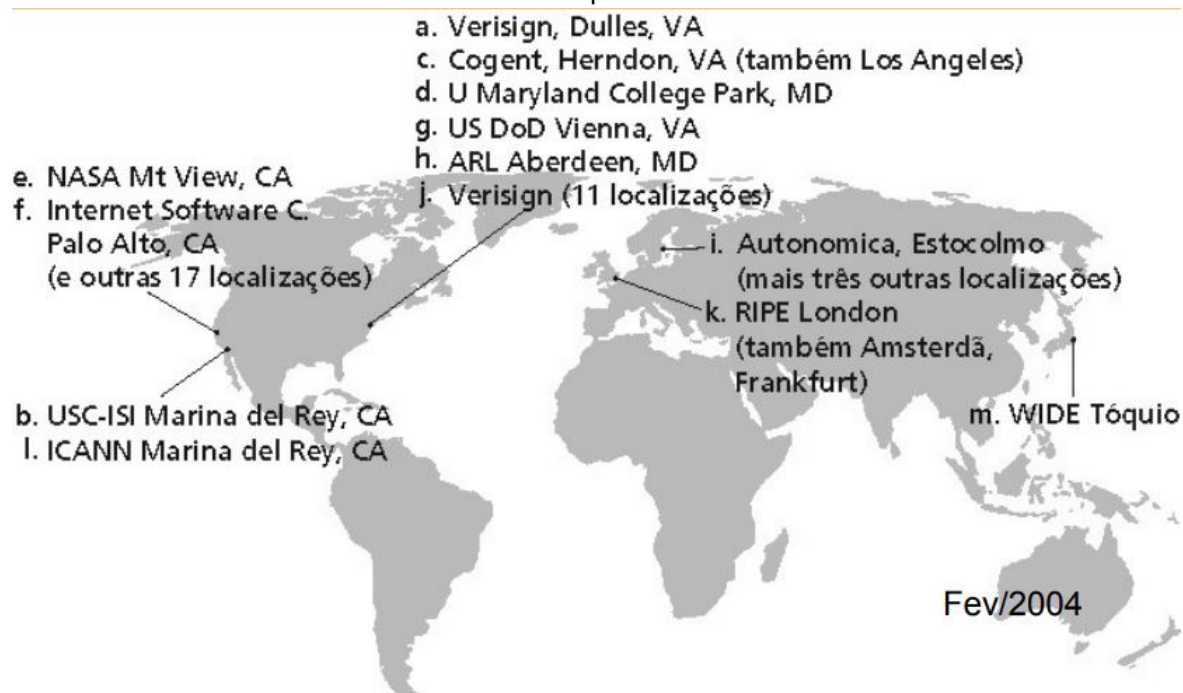 a. Verisign, Dulles, VA
c. Cogent, Herndon, VA (também Los Angeles)
d. U Maryland College Park, MD
g. US DoD Vienna, VA
h. ARL Aberdeen, MD
j. Verisign (11 localizações)
e. NASA Mt View, CA
f. Internet Software C.
Palo Alto, CA
(e outras 17 localizações)
i. Autonomica, Estocolmo
(mais três outras localizações)
k. RIPE London
(também Amsterdã,
Frankfurt)
m. WIDE Tóquio
b. USC-ISI Marina del Rey, CA
l. ICANN Marina del Rey, CA
Fev/2004